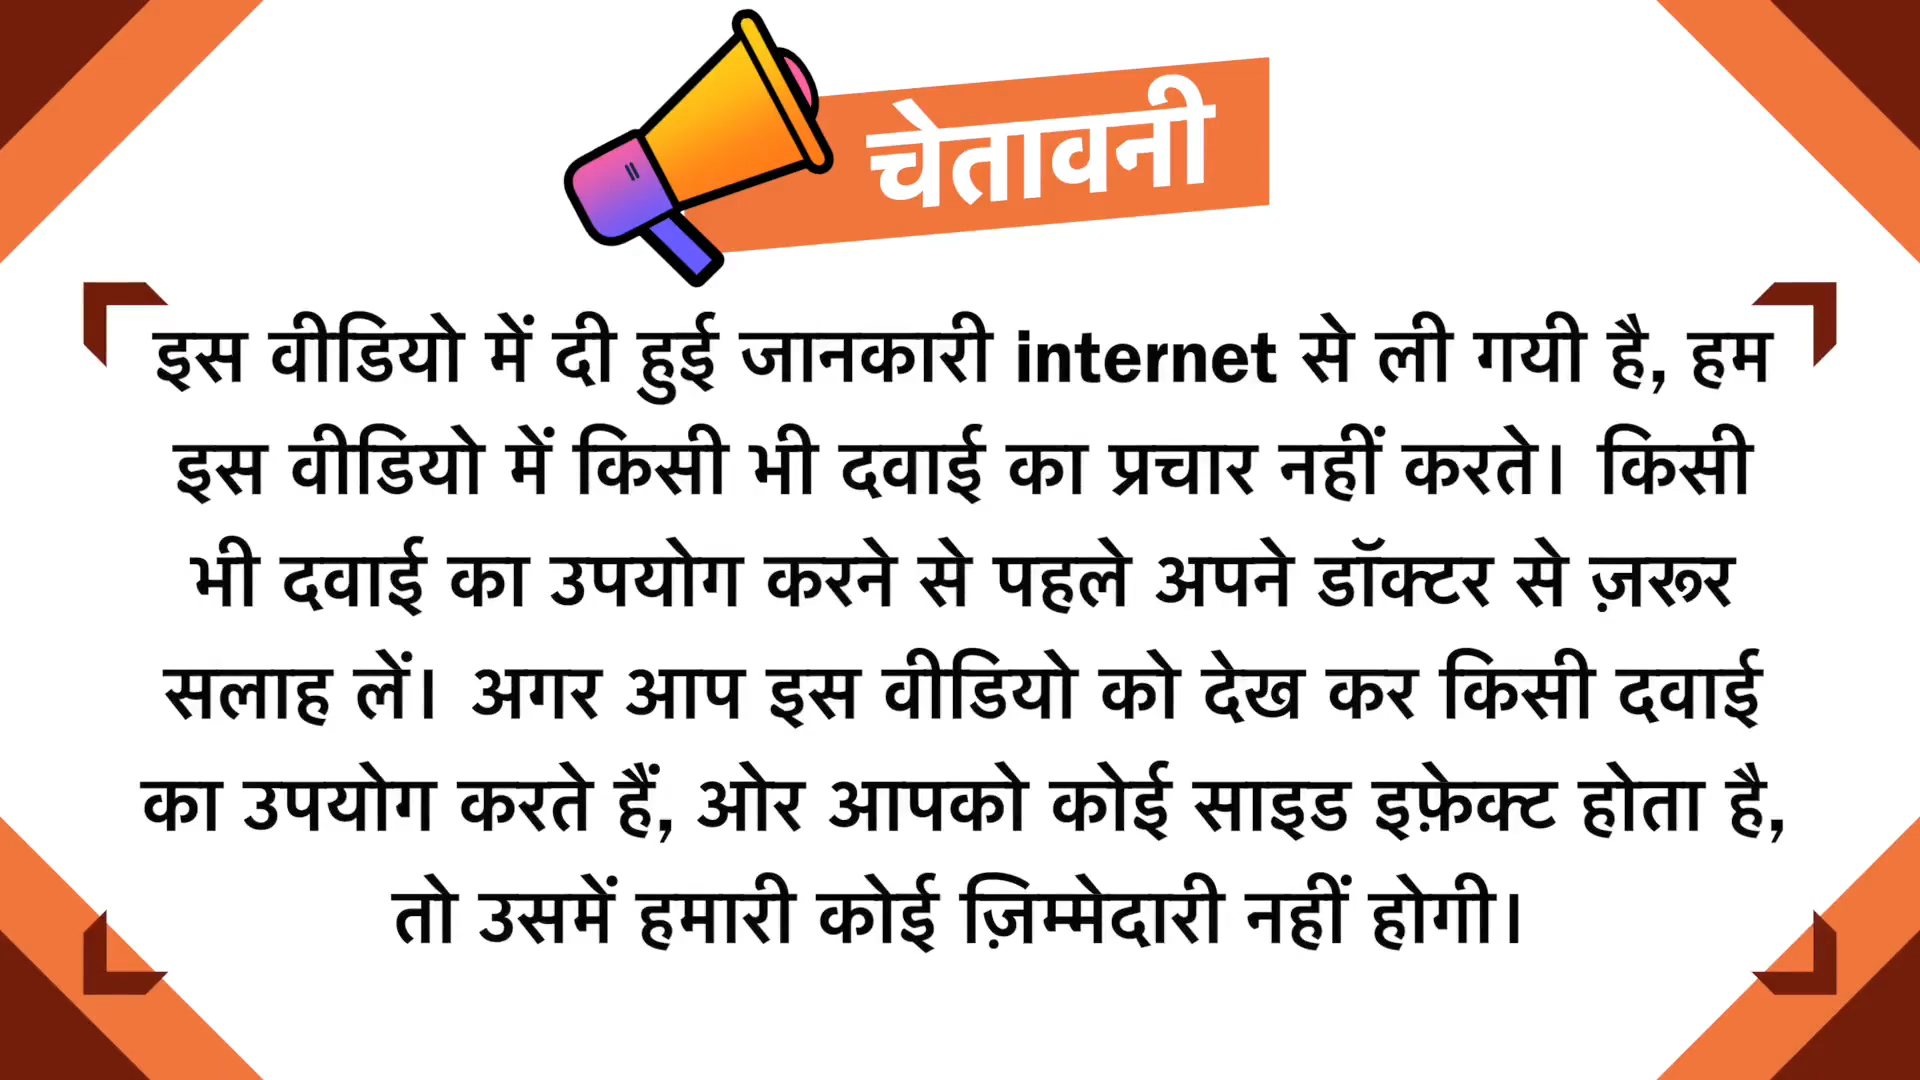 चेतावनी
इस वीडियो में दी हुई जानकारी internet से ली गयी है, हम
इस वीडियो में किसी भी दवाई का प्रचार नहीं करते। किसी
भी दवाई का उपयोग करने से पहले अपने डॉक्टर से ज़रूर
सलाह लें। अगर आप इस वीडियो को देख कर किसी दवाई
का उपयोग करते हैं, ओर आपको कोई साइड इफ़ेक्ट होता है,
तो उसमें हमारी कोई ज़िम्मेदारी नहीं होगी।